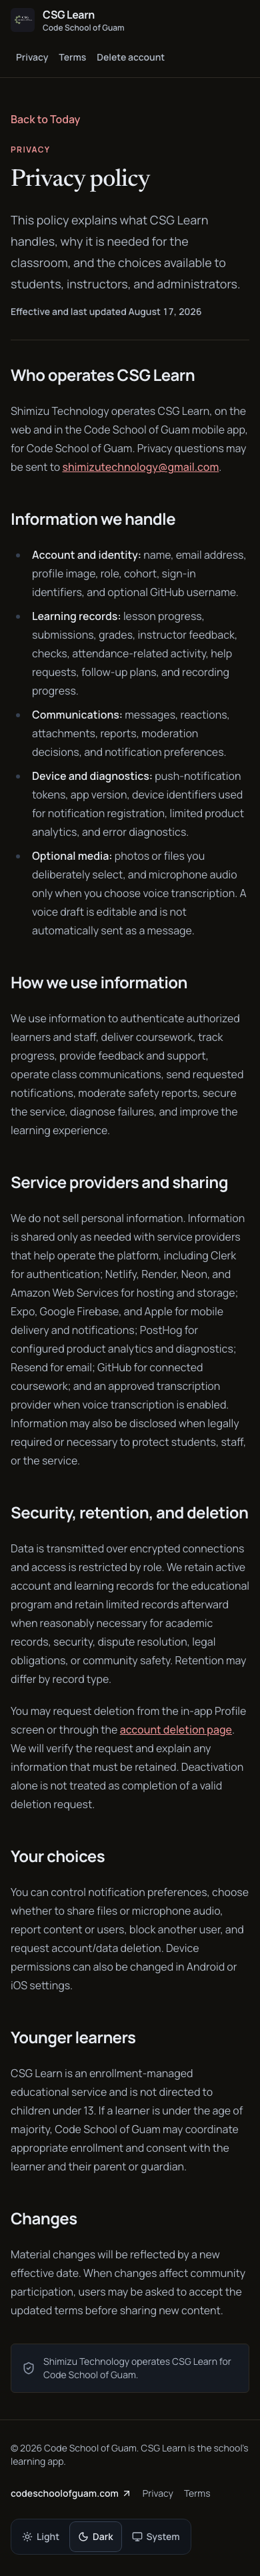 CSG Learn
Code School of Guam
Privacy Terms Delete account
Back to Today
PRIVACY
Privacy policy
This policy explains what CSG Learn
handles, why it is needed for the
classroom, and the choices available to
students, instructors, and administrators.
Effective and last updated August 17, 2026
Who operates CSG Learn
Shimizu Technology operates CSG Learn, on the
web and in the Code School of Guam mobile app,
for Code School of Guam. Privacy questions may
be sent to shimizutechnology@gmail.com.
Information we handle
Account and identity: name, email address,
profile image, role, cohort, sign-in
identifiers, and optional GitHub username.
Learning records: lesson progress,
submissions, grades, instructor feedback,
checks, attendance-related activity, help
requests, follow-up plans, and recording
progress.
Communications: messages, reactions,
attachments, reports, moderation
decisions, and notification preferences.
Device and diagnostics: push-notification
tokens, app version, device identifiers used
for notification registration, limited product
analytics, and error diagnostics.
Optional media: photos or files you
deliberately select, and microphone audio
only when you choose voice transcription. A
voice draft is editable and is not
automatically sent as a message.
How we use information
We use information to authenticate authorized
learners and staff, deliver coursework, track
progress, provide feedback and support,
operate class communications, send requested
notifications, moderate safety reports, secure
the service, diagnose failures, and improve the
learning experience.
Service providers and sharing
We do not sell personal information. Information
is shared only as needed with service providers
that help operate the platform, including Clerk
for authentication; Netlify, Render, Neon, and
Amazon Web Services for hosting and storage;
Expo, Google Firebase, and Apple for mobile
delivery and notifications; PostHog for
configured product analytics and diagnostics;
Resend for email; GitHub for connected
coursework; and an approved transcription
provider when voice transcription is enabled.
Information may also be disclosed when legally
required or necessary to protect students, staff,
or the service.
Security, retention, and deletion
Data is transmitted over encrypted connections
and access is restricted by role. We retain active
account and learning records for the educational
program and retain limited records afterward
when reasonably necessary for academic
records, security, dispute resolution, legal
obligations, or community safety. Retention may
differ by record type.
You may request deletion from the in-app Profile
screen or through the account deletion page.
We will verify the request and explain any
information that must be retained. Deactivation
alone is not treated as completion of a valid
deletion request.
Your choices
You can control notification preferences, choose
whether to share files or microphone audio,
report content or users, block another user, and
request account/data deletion. Device
permissions can also be changed in Android or
iOS settings.
Younger learners
CSG Learn is an enrollment-managed
educational service and is not directed to
children under 13. If a learner is under the age of
majority, Code School of Guam may coordinate
appropriate enrollment and consent with the
learner and their parent or guardian.
Changes
Material changes will be reflected by a new
effective date. When changes affect community
participation, users may be asked to accept the
updated terms before sharing new content.
Shimizu Technology operates CSG Learn for
Code School of Guam.
© 2026 Code School of Guam. CSG Learn is the school's
learning app.
codeschoolofguam.com Privacy Terms
Light Dark System